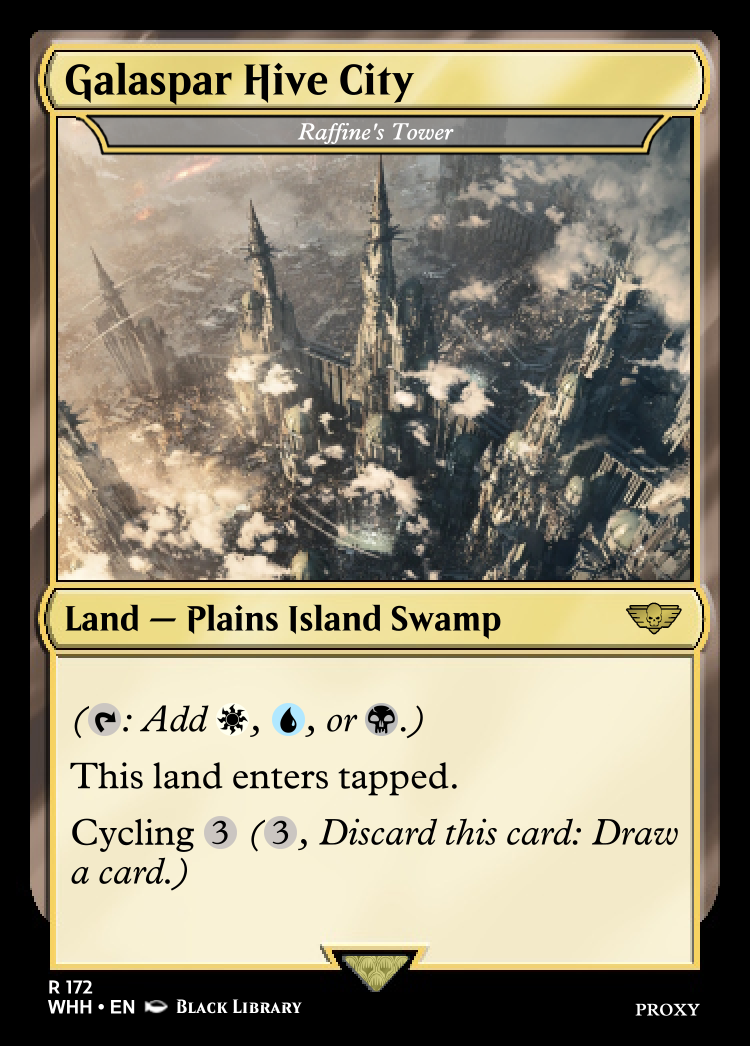 Galaspar Hive City
Raffine's Tower
Land — Plains Island Swamp
(: Add , , or .)
This land enters tapped.
Cycling 3 (3, Discard this card: Draw
a card.)
R 172
WHH • EN BLACK LIBRARY
PROXY